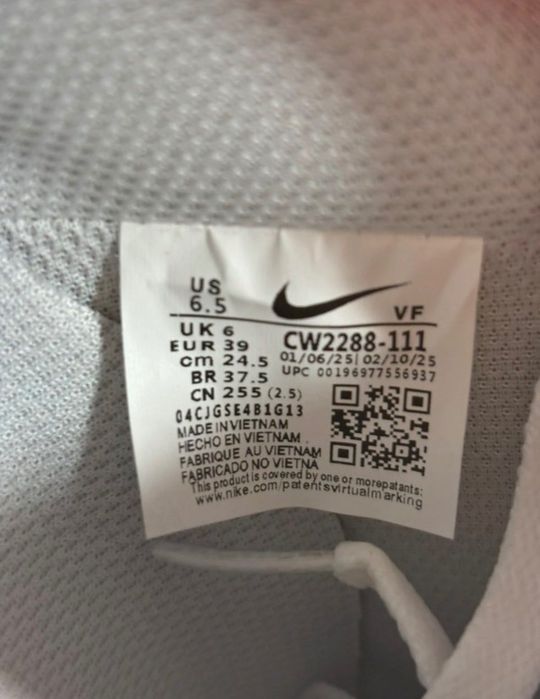 US
6.5
VF
UK 6
EUR 39
cm 24.5
BR 37.5
CN 255 (2.5)
CW2288-111
01/06/25| 02/10/25
UPC 00196977556937
04CJGSE4B1G13
MADE IN VIETNAM
HECHO EN VIETNAM .
FABRIQUE AU VIETNAM
FABRICADO NO VIETNA
This product is covered by one or morepatants:
www.nike.com/patentsvirtualmarking